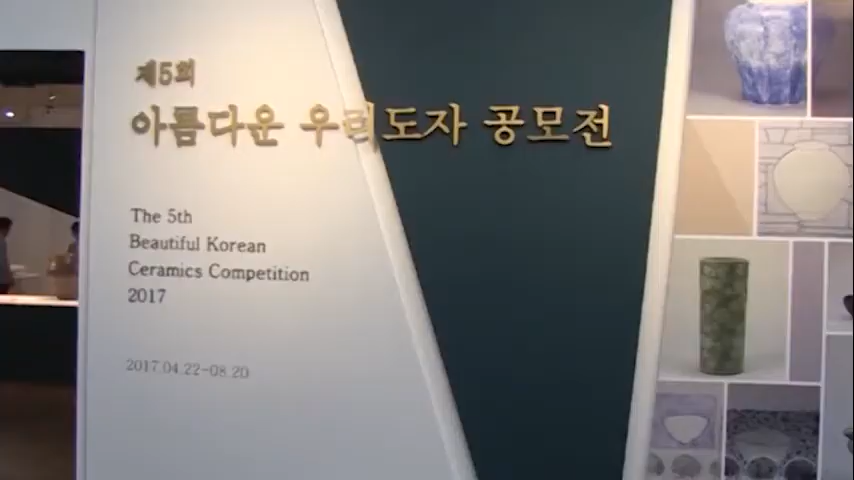 제5회
아름다운 우리도자 공모전
The 5th
Beautiful Korean
Ceramics Competition
2017
2017.04.22-08.20